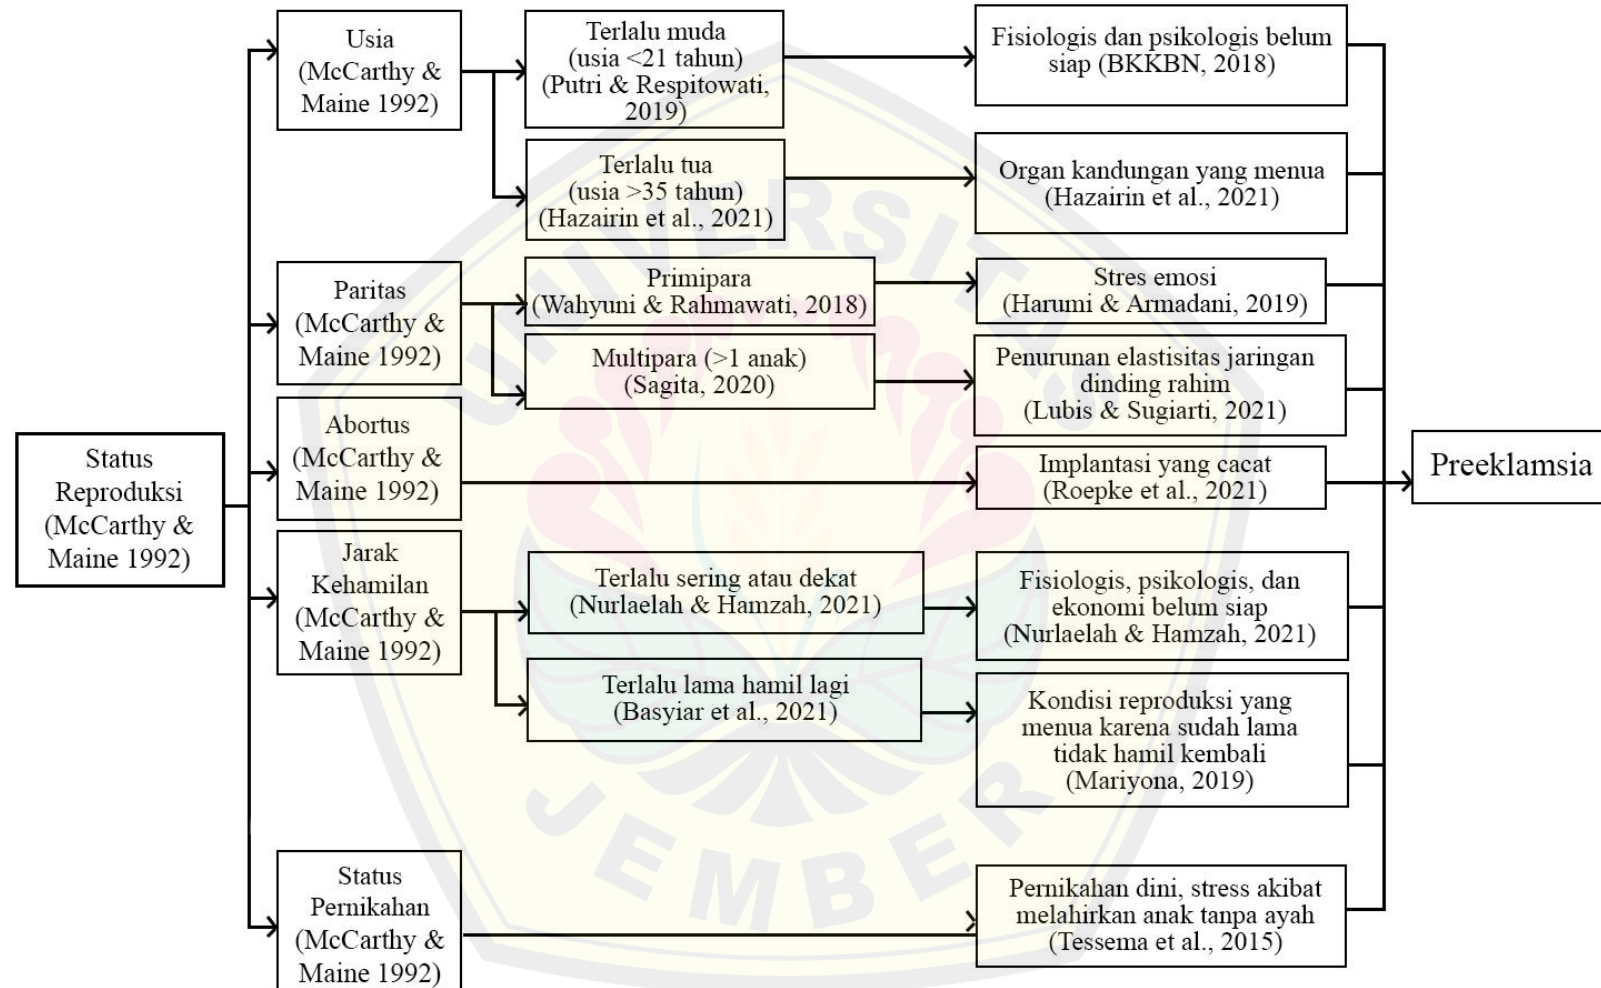 Usia
(McCarthy &
Maine 1992)
Terlalu muda
(usia <21 tahun)
(Putri & Respitowati,
2019)
Fisiologis dan psikologis belum
siap (BKKBN, 2018)
Terlalu tua
(usia >35 tahun)
(Hazairin et al., 2021)
Organ kandungan yang menua
(Hazairin et al., 2021)
Paritas
(McCarthy &
Maine 1992)
Primipara
(Wahyuni & Rahmawati, 2018)
Stres emosi
(Harumi & Armadani, 2019)
Multipara (>1 anak)
(Sagita, 2020)
Penurunan elastisitas jaringan
dinding rahim
(Lubis & Sugiarti, 2021)
Status
Reproduksi
(McCarthy &
Maine 1992)
Abortus
(McCarthy &
Maine 1992)
Implantasi yang cacat
(Roepke et al., 2021)
Preeklamsia
Jarak
Kehamilan
(McCarthy &
Maine 1992)
Terlalu sering atau dekat
(Nurlaelah & Hamzah, 2021)
Fisiologis, psikologis, dan
ekonomi belum siap
(Nurlaelah & Hamzah, 2021)
Terlalu lama hamil lagi
(Basyiar et al., 2021)
Kondisi reproduksi yang
menua karena sudah lama
tidak hamil kembali
(Mariyona, 2019)
Status
Pernikahan
(McCarthy &
Maine 1992)
Pernikahan dini, stress akibat
melahirkan anak tanpa ayah
(Tessema et al., 2015)
UNIVERSITAS
JEMBER